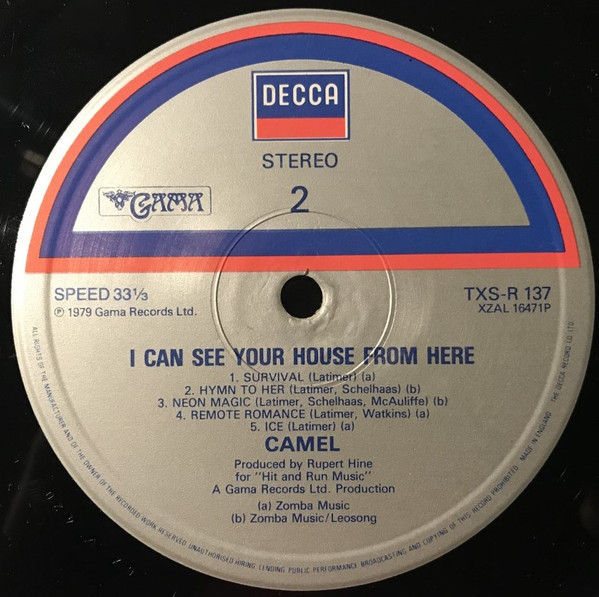 DECCA
STEREO
GAMA
2
SPEED 33 1/3
℗ 1979 Gama Records Ltd.
TXS-R 137
XZAL 16471P
I CAN SEE YOUR HOUSE FROM HERE
1. SURVIVAL (Latimer) (a)
2. HYMN TO HER (Latimer, Schelhaas) (b)
3. NEON MAGIC (Latimer, Schelhaas, McAuliffe) (b)
4. REMOTE ROMANCE (Latimer, Watkins) (a)
5. ICE (Latimer) (a)
CAMEL
Produced by Rupert Hine
for "Hit and Run Music"
A Gama Records Ltd. Production
(a) Zomba Music
(b) Zomba Music/Leosong
ALL RIGHTS OF THE MANUFACTURER AND OF THE OWNER OF THE RECORDED WORK RESERVED. UNAUTHORISED HIRING, LENDING PUBLIC PERFORMANCE BROADCASTING AND COPYING OF THIS RECORD PROHIBITED. MADE IN ENGLAND. THE DECCA RECORD CO. LTD.